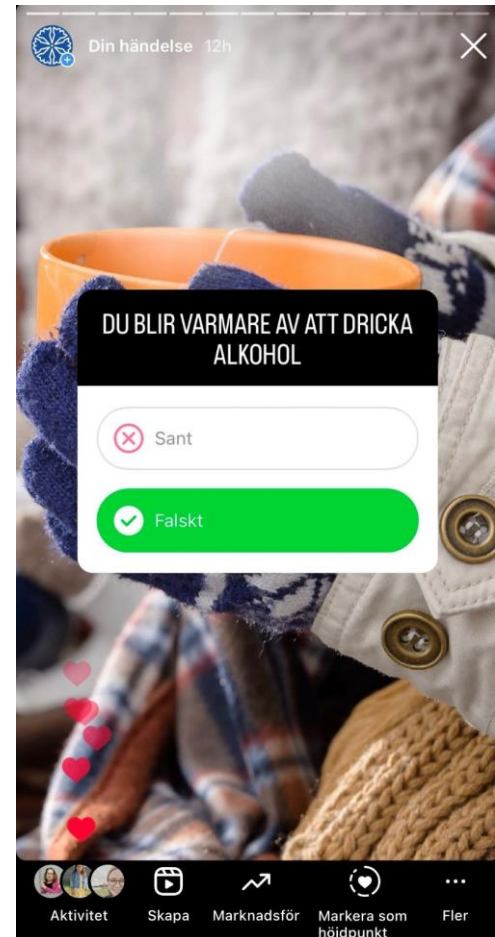 Din händelse 12h
DU BLIR VARMARE AV ATT DRICKA
ALKOHOL
Sant
Falskt
Aktivitet
Skapa
Marknadsför
Markera som
höjdpunkt
Fler